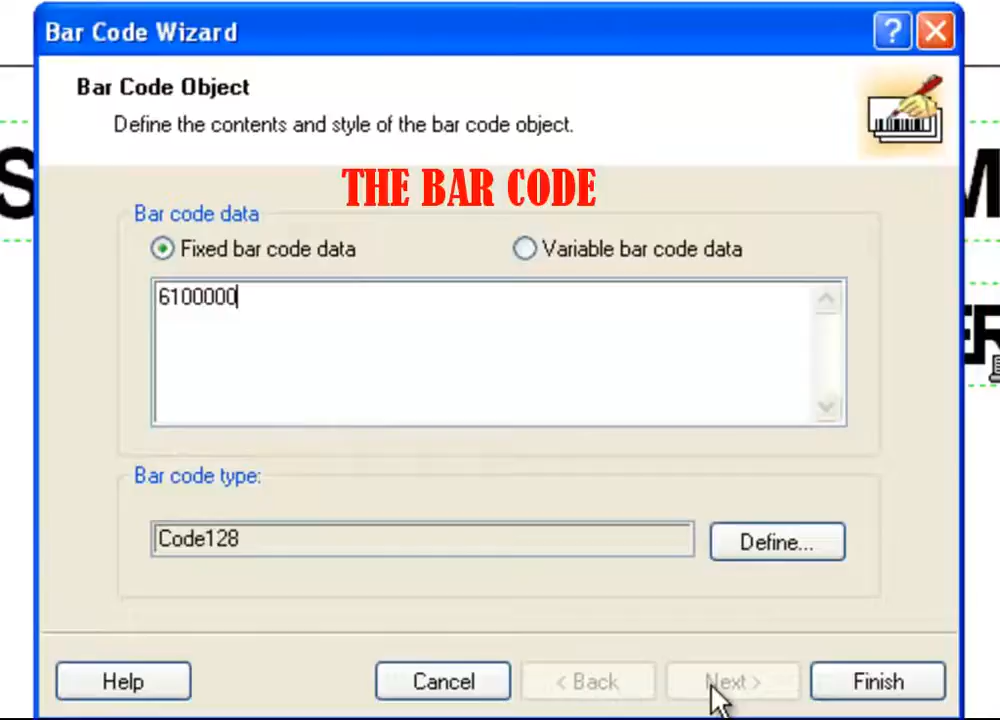 Bar Code Wizard
Bar Code Object
Define the contents and style of the bar code object.
THE BAR CODE
Bar code data
Fixed bar code data
Variable bar code data
6100000
Bar code type:
Code128
Define...
Help
Cancel
< Back
Next >
Finish
S
M
ER